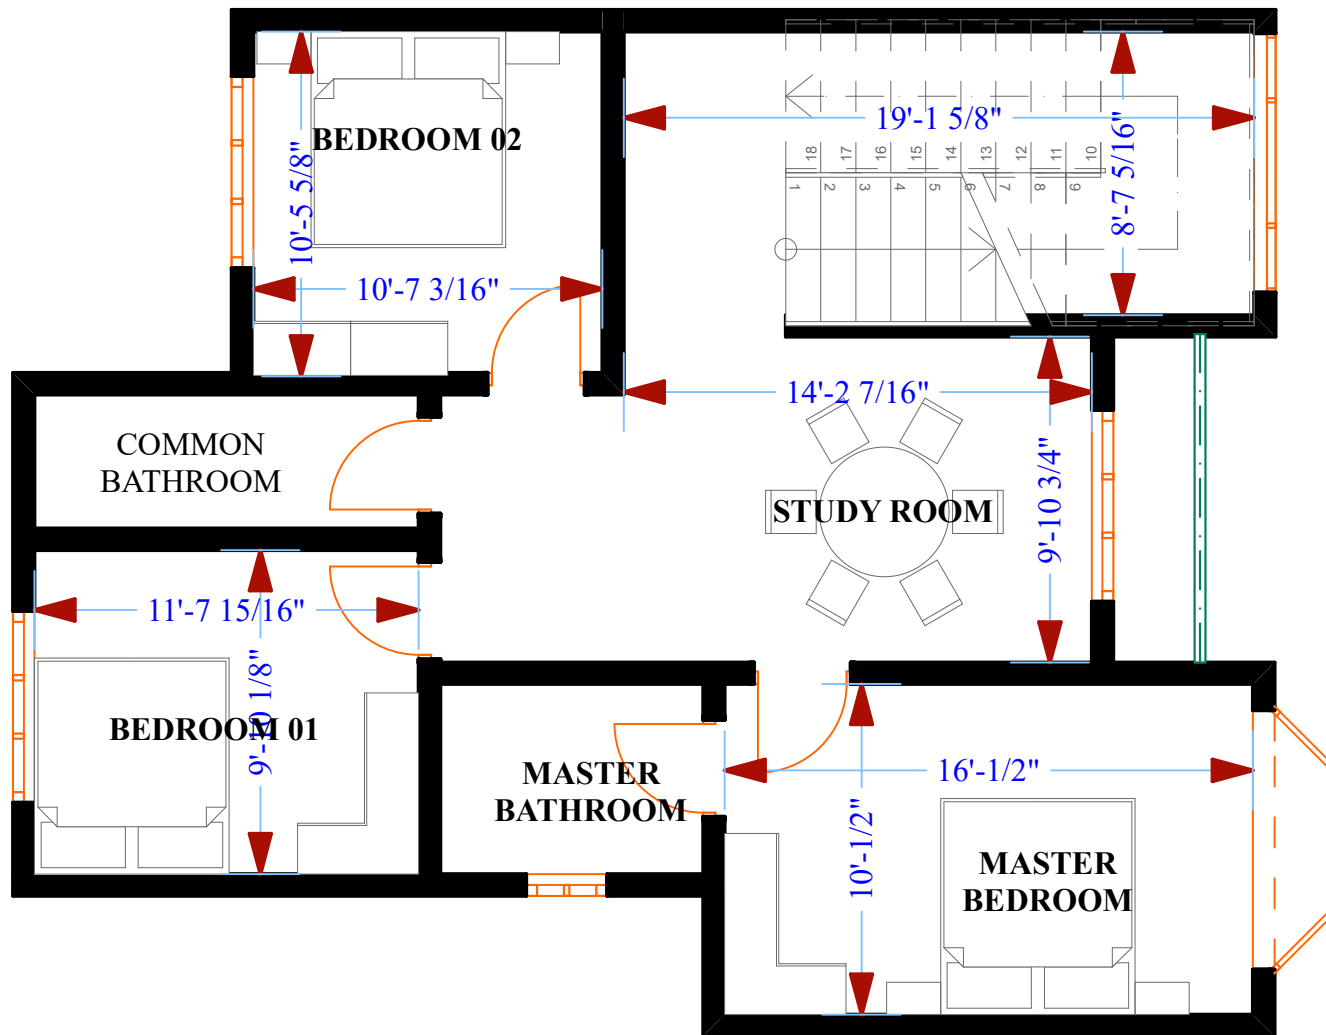 19'-1 5/8"
BEDROOM 02
10'-5 5/8"
8'-7 5/16"
18 17 16 15 14 13 12 11 10
1 2 3 4 5 6 7 8 9
10'-7 3/16"
14'-2 7/16"
COMMON
BATHROOM
STUDY ROOM
9'-10 3/4"
11'-7 15/16"
BEDROOM 01
9'-10 1/8"
MASTER
BATHROOM
16'-1/2"
10'-1/2"
MASTER
BEDROOM